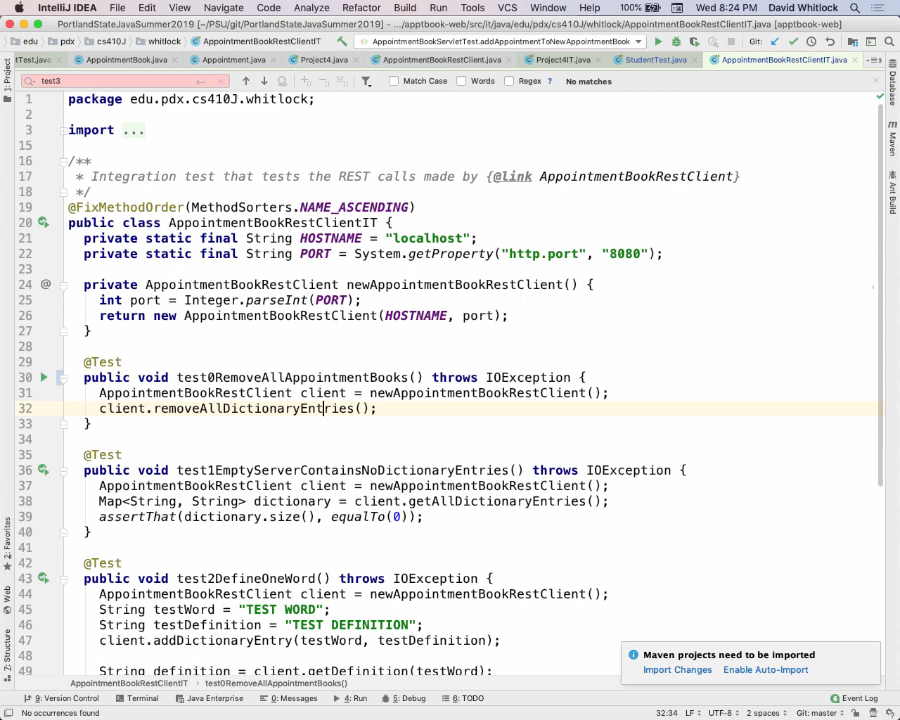 IntelliJ IDEA File Edit View Navigate Code Analyze Refactor Build Run Tools VCS Window Help 100% Wed 8:24 PM David Whitlock
PortlandStateJavaSummer2019 [~/PSU/git/PortlandStateJavaSummer2019] - .../apptbook-web/src/it/java/edu/pdx/cs410J/whitlock/AppointmentBookRestClientIT.java [apptbook-web]
edu pdx cs410J whitlock AppointmentBookRestClientIT AppointmentBookServletTest.addAppointmentToNewAppointmentBook Git:
tTest.java AppointmentBook.java Appointment.java Project4.java AppointmentBookRestClient.java Project4IT.java StudentTest.java AppointmentBookRestClientIT.java
test3 Match Case Words Regex ? No matches
1 package edu.pdx.cs410J.whitlock;
2
3 import ...
15
16 /**
17 * Integration test that tests the REST calls made by {@link AppointmentBookRestClient}
18 */
19 @FixMethodOrder(MethodSorters.NAME_ASCENDING)
20 public class AppointmentBookRestClientIT {
21 private static final String HOSTNAME = "localhost";
22 private static final String PORT = System.getProperty("http.port", "8080");
23
24 @ private AppointmentBookRestClient newAppointmentBookRestClient() {
25 int port = Integer.parseInt(PORT);
26 return new AppointmentBookRestClient(HOSTNAME, port);
27 }
28
29 @Test
30 public void test0RemoveAllAppointmentBooks() throws IOException {
31 AppointmentBookRestClient client = newAppointmentBookRestClient();
32 client.removeAllDictionaryEntries();
33 }
34
35 @Test
36 public void test1EmptyServerContainsNoDictionaryEntries() throws IOException {
37 AppointmentBookRestClient client = newAppointmentBookRestClient();
38 Map<String, String> dictionary = client.getAllDictionaryEntries();
39 assertThat(dictionary.size(), equalTo(0));
40 }
41
42 @Test
43 public void test2DefineOneWord() throws IOException {
44 AppointmentBookRestClient client = newAppointmentBookRestClient();
45 String testWord = "TEST WORD";
46 String testDefinition = "TEST DEFINITION";
47 client.addDictionaryEntry(testWord, testDefinition);
48
49 String definition = client.getDefinition(testWord);
1: Project
2: Favorites
Web
7: Structure
Database
Maven
Ant Build
Maven projects need to be imported
Import Changes Enable Auto-Import
AppointmentBookRestClientIT test0RemoveAllAppointmentBooks()
9: Version Control Terminal Java Enterprise 0: Messages 4: Run 5: Debug 6: TODO Event Log
No occurrences found 32:34 LF UTF-8 2 spaces Git: master